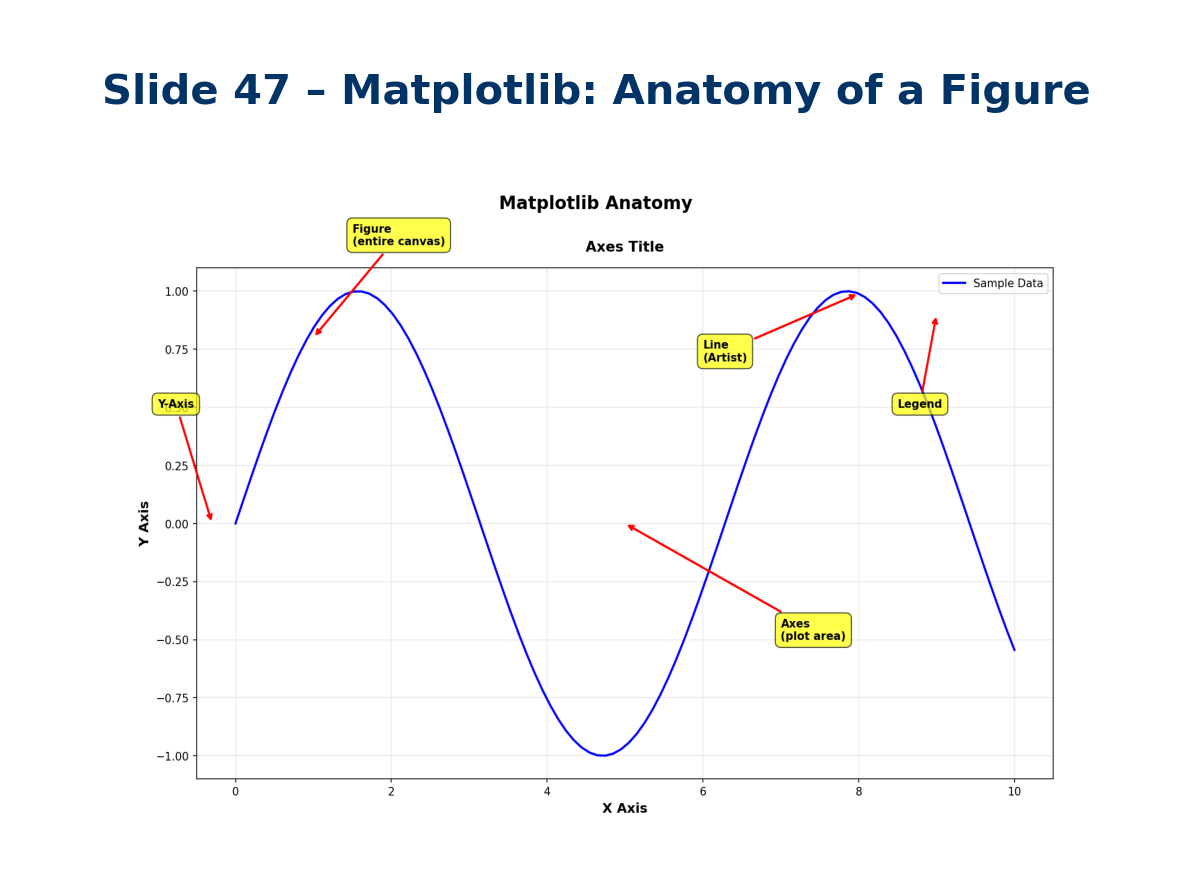 Slide 47 – Matplotlib: Anatomy of a Figure
Matplotlib Anatomy
Figure
(entire canvas)
Axes Title
Sample Data
1.00
Line
(Artist)
0.75
Y-Axis
0.50
Legend
0.25
Y Axis
0.00
−0.25
Axes
(plot area)
−0.50
−0.75
−1.00
0 2 4 6 8 10
X Axis